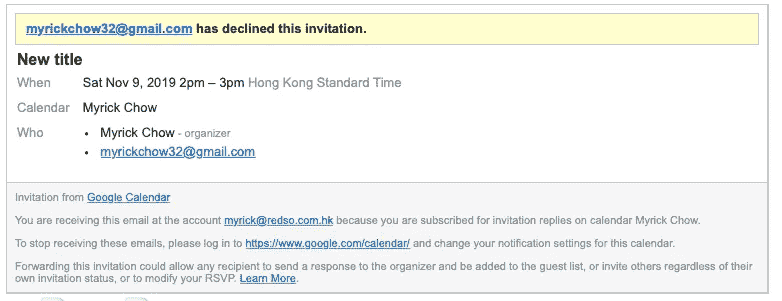 myrickchow32@gmail.com has declined this invitation.
New title
When Sat Nov 9, 2019 2pm – 3pm Hong Kong Standard Time
Calendar Myrick Chow
Who • Myrick Chow - organizer
• myrickchow32@gmail.com
Invitation from Google Calendar
You are receiving this email at the account myrick@redso.com.hk because you are subscribed for invitation replies on calendar Myrick Chow.
To stop receiving these emails, please log in to https://www.google.com/calendar/ and change your notification settings for this calendar.
Forwarding this invitation could allow any recipient to send a response to the organizer and be added to the guest list, or invite others regardless of their
own invitation status, or to modify your RSVP. Learn More.